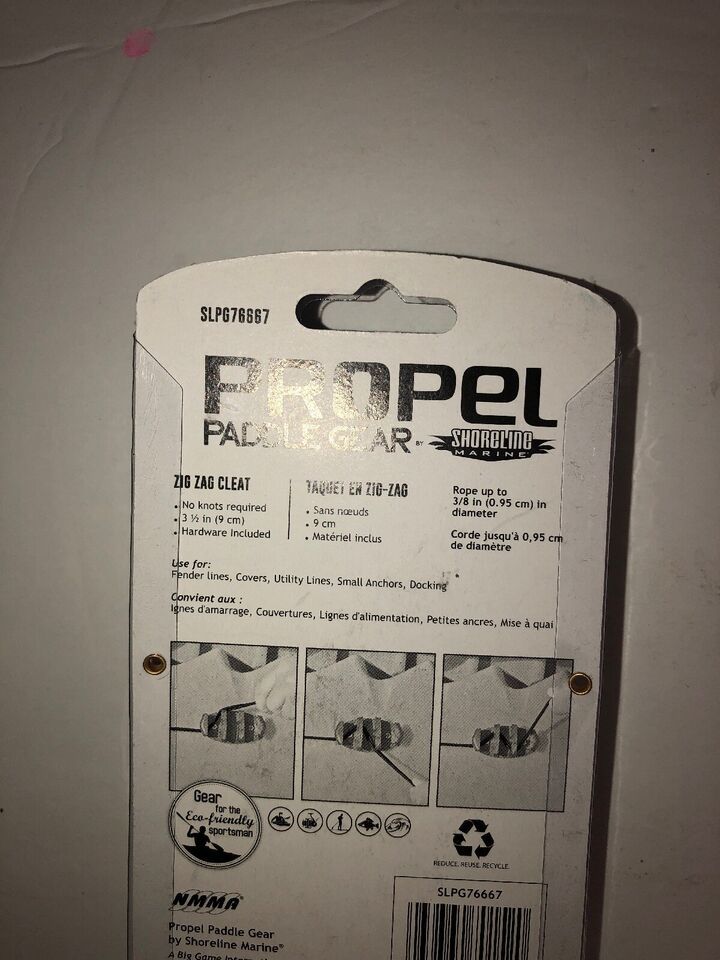 SLPG76667
PROPEL
PADDLE GEAR BY SHORELINE
MARINE
ZIG ZAG CLEAT
• No knots required
• 3 ½ in (9 cm)
• Hardware Included
TAQUET EN ZIG-ZAG
• Sans nœuds
• 9 cm
• Matériel inclus
Rope up to
3/8 in (0.95 cm) in
diameter
Corde jusqu'à 0,95 cm
de diamètre
Use for:
Fender lines, Covers, Utility Lines, Small Anchors, Docking
Convient aux :
lgnes d'amarrage, Couvertures, Lignes d'alimentation, Petites ancres, Mise à quai
Gear
for the
Eco-friendly
sportsman
REDUCE. REUSE. RECYCLE.
NMMA®
SLPG76667
Propel Paddle Gear
by Shoreline Marine®
A Big Game